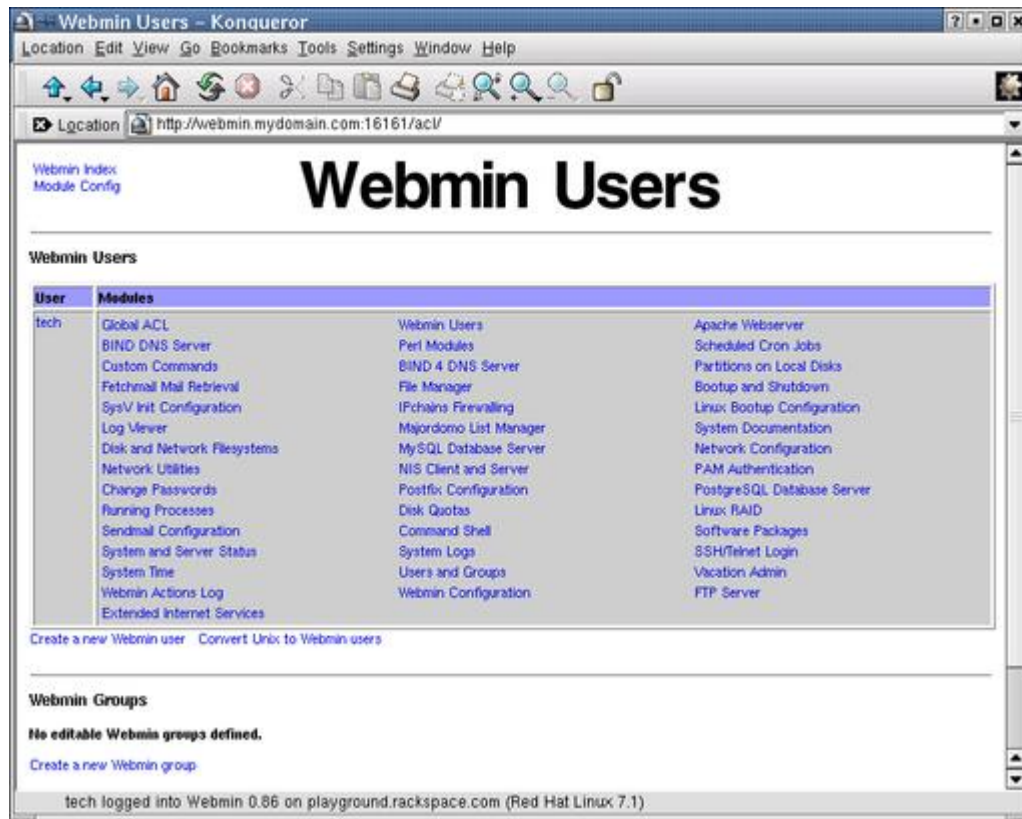 Webmin Users – Konqueror
Location Edit View Go Bookmarks Tools Settings Window Help
Location http://webmin.mydomain.com:16161/acl/
Webmin Index
Module Config
Webmin Users
Webmin Users
User Modules
tech Global ACL Webmin Users Apache Webserver
BIND DNS Server Perl Modules Scheduled Cron Jobs
Custom Commands BIND 4 DNS Server Partitions on Local Disks
Fetchmail Mail Retrieval File Manager Bootup and Shutdown
SysV Init Configuration IPchains Firewalling Linux Bootup Configuration
Log Viewer Majordomo List Manager System Documentation
Disk and Network Filesystems MySQL Database Server Network Configuration
Network Utilities NIS Client and Server PAM Authentication
Change Passwords Postfix Configuration PostgreSQL Database Server
Running Processes Disk Quotas Linux RAID
Sendmail Configuration Command Shell Software Packages
System and Server Status System Logs SSH/Telnet Login
System Time Users and Groups Vacation Admin
Webmin Actions Log Webmin Configuration FTP Server
Extended Internet Services
Create a new Webmin user Convert Unix to Webmin users
Webmin Groups
No editable Webmin groups defined.
Create a new Webmin group
tech logged into Webmin 0.86 on playground.rackspace.com (Red Hat Linux 7.1)